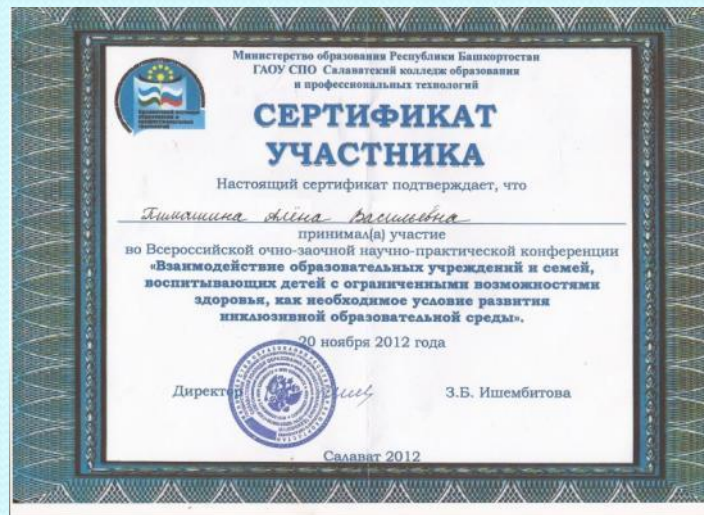 Министерство образования Республики Башкортостан
ГАОУ СПО Салаватский колледж образования
и профессиональных технологий
СЕРТИФИКАТ
УЧАСТНИКА
Настоящий сертификат подтверждает, что
Алёна Васильевна
принимал(а) участие
во Всероссийской очно-заочной научно-практической конференции
«Взаимодействие образовательных учреждений и семей,
воспитывающих детей с ограниченными возможностями
здоровья, как необходимое условие развития
инклюзивной образовательной среды».
20 ноября 2012 года
Директор З.Б. Ишембитова
Салават 2012